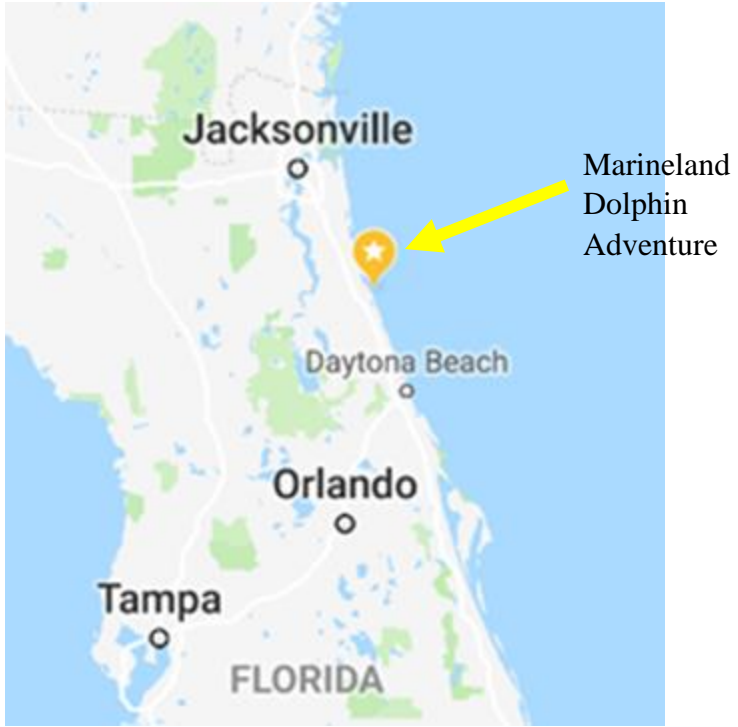 Jacksonville
Marineland
Dolphin
Adventure
Daytona Beach
Orlando
Tampa
FLORIDA